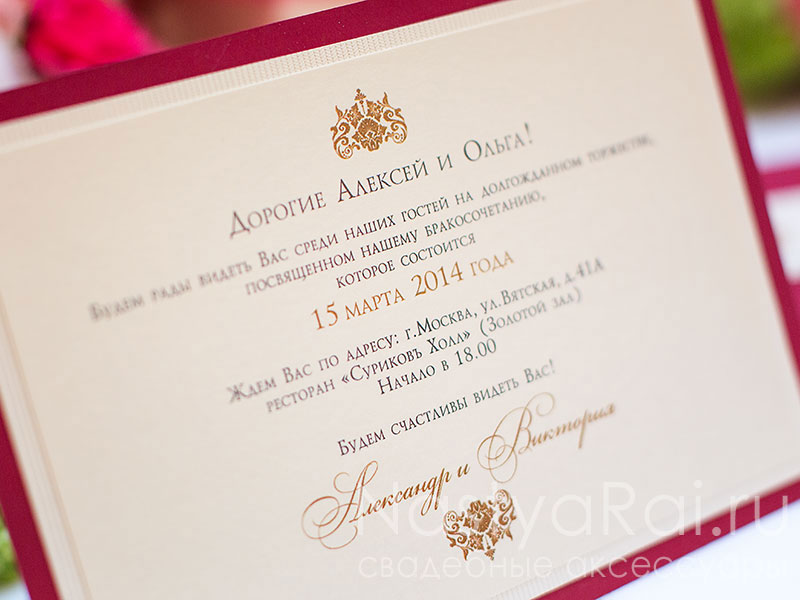 Дорогие Алексей и Ольга!
Будем рады видеть Вас среди наших гостей на долгожданном торжестве,
посвященном нашему бракосочетанию,
которое состоится
15 марта 2014 года
Ждем Вас по адресу: г.Москва, ул.Вятская, д.41А
ресторан «Суриковъ Холл» (Золотой зал)
Начало в 18.00
Будем счастливы видеть Вас!
Александр и Виктория
NastyaRai.ru
свадебные аксессуары